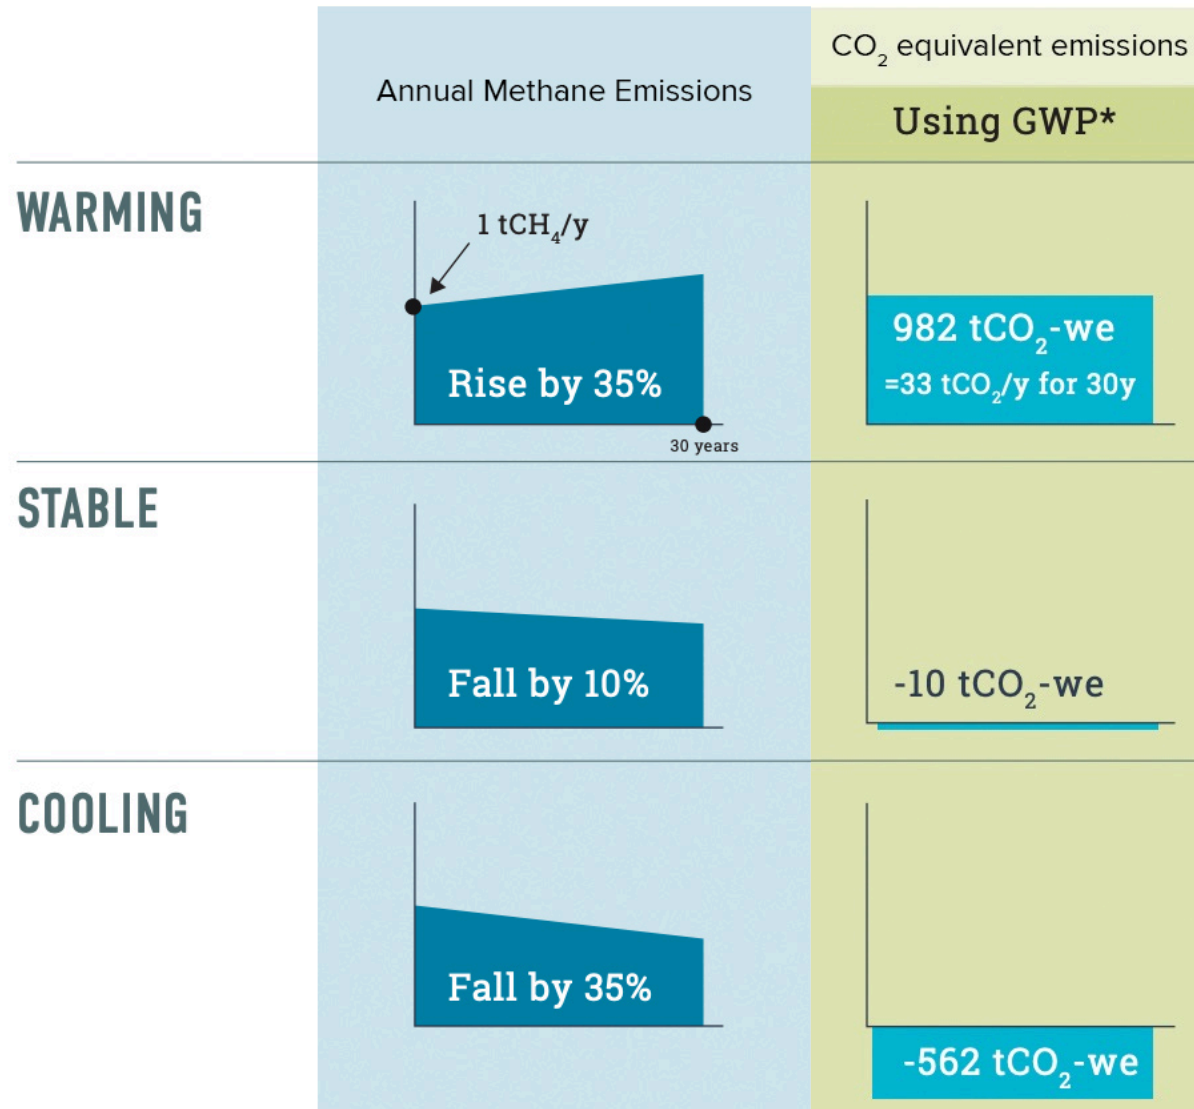 Annual Methane Emissions
CO₂ equivalent emissions
Using GWP*
WARMING
1 tCH₄/y
Rise by 35%
30 years
982 tCO₂-we
=33 tCO₂/y for 30y
STABLE
Fall by 10%
-10 tCO₂-we
COOLING
Fall by 35%
-562 tCO₂-we